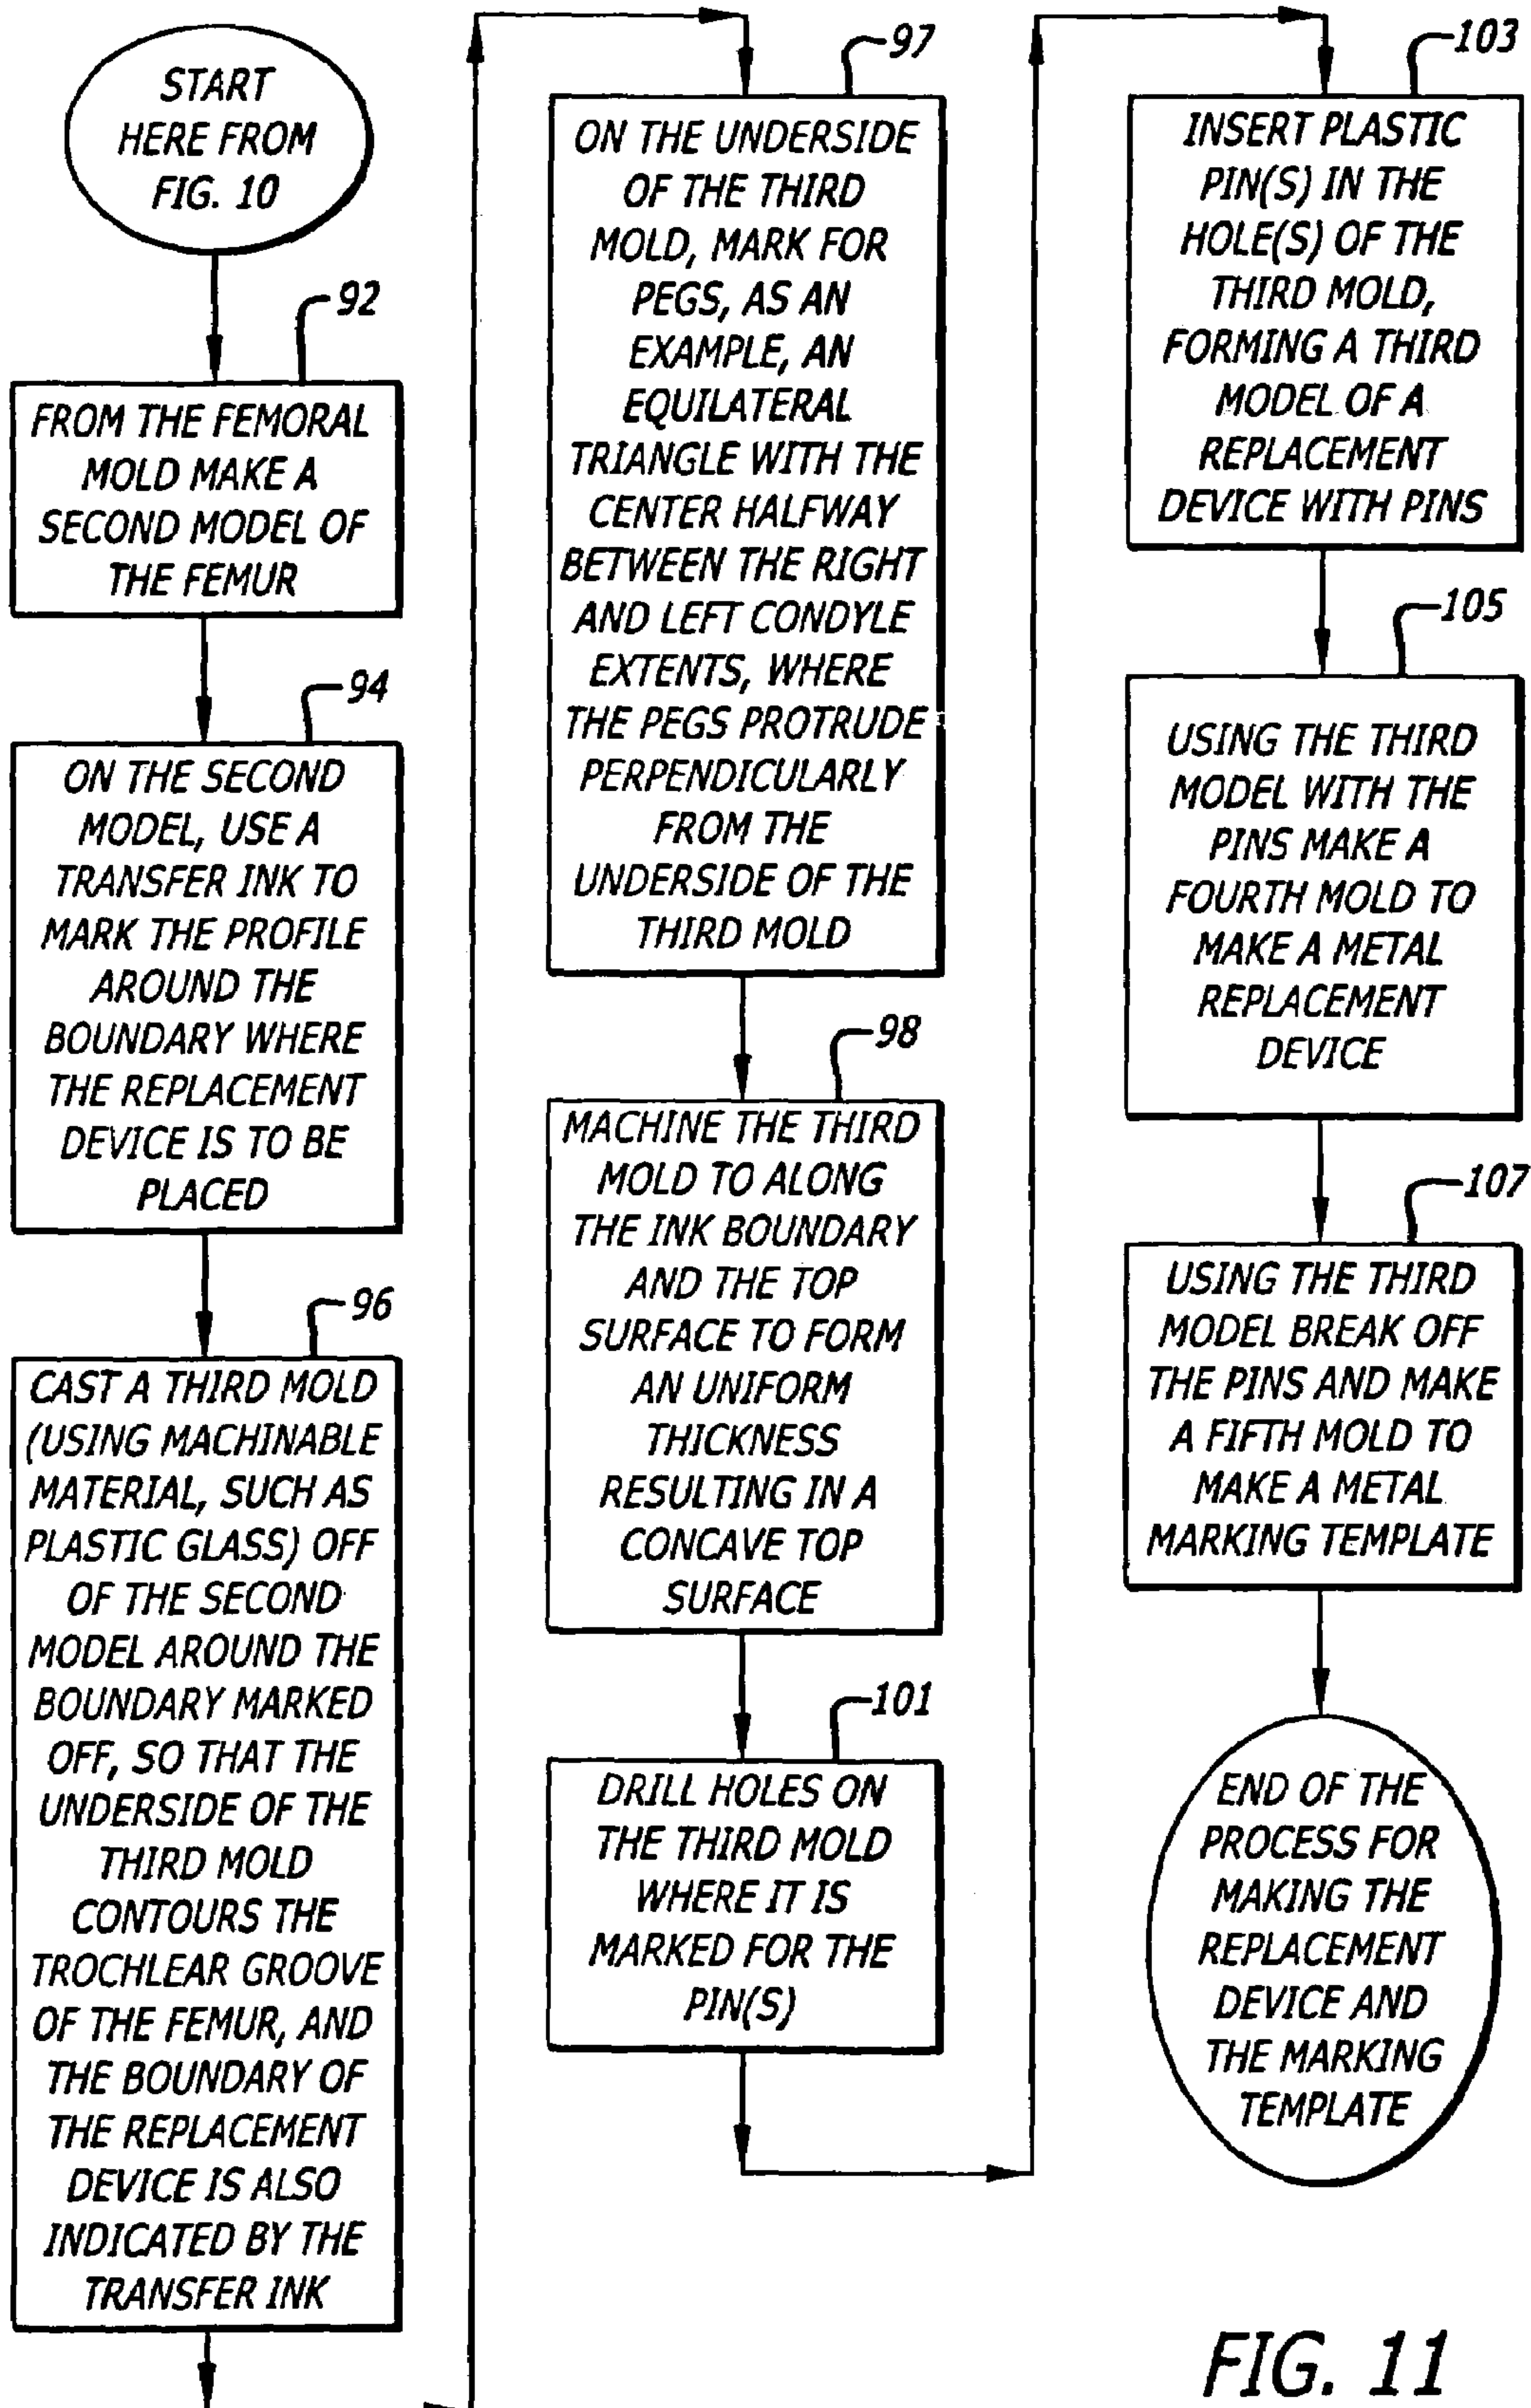 START
HERE FROM
FIG. 10
92
FROM THE FEMORAL
MOLD MAKE A
SECOND MODEL OF
THE FEMUR
94
ON THE SECOND
MODEL, USE A
TRANSFER INK TO
MARK THE PROFILE
AROUND THE
BOUNDARY WHERE
THE REPLACEMENT
DEVICE IS TO BE
PLACED
96
CAST A THIRD MOLD
(USING MACHINABLE
MATERIAL, SUCH AS
PLASTIC GLASS) OFF
OF THE SECOND
MODEL AROUND THE
BOUNDARY MARKED
OFF, SO THAT THE
UNDERSIDE OF THE
THIRD MOLD
CONTOURS THE
TROCHLEAR GROOVE
OF THE FEMUR, AND
THE BOUNDARY OF
THE REPLACEMENT
DEVICE IS ALSO
INDICATED BY THE
TRANSFER INK
97
ON THE UNDERSIDE
OF THE THIRD
MOLD, MARK FOR
PEGS, AS AN
EXAMPLE, AN
EQUILATERAL
TRIANGLE WITH THE
CENTER HALFWAY
BETWEEN THE RIGHT
AND LEFT CONDYLE
EXTENTS, WHERE
THE PEGS PROTRUDE
PERPENDICULARLY
FROM THE
UNDERSIDE OF THE
THIRD MOLD
98
MACHINE THE THIRD
MOLD TO ALONG
THE INK BOUNDARY
AND THE TOP
SURFACE TO FORM
AN UNIFORM
THICKNESS
RESULTING IN A
CONCAVE TOP
SURFACE
101
DRILL HOLES ON
THE THIRD MOLD
WHERE IT IS
MARKED FOR THE
PIN(S)
103
INSERT PLASTIC
PIN(S) IN THE
HOLE(S) OF THE
THIRD MOLD,
FORMING A THIRD
MODEL OF A
REPLACEMENT
DEVICE WITH PINS
105
USING THE THIRD
MODEL WITH THE
PINS MAKE A
FOURTH MOLD TO
MAKE A METAL
REPLACEMENT
DEVICE
107
USING THE THIRD
MODEL BREAK OFF
THE PINS AND MAKE
A FIFTH MOLD TO
MAKE A METAL
MARKING TEMPLATE
END OF THE
PROCESS FOR
MAKING THE
REPLACEMENT
DEVICE AND
THE MARKING
TEMPLATE
FIG. 11